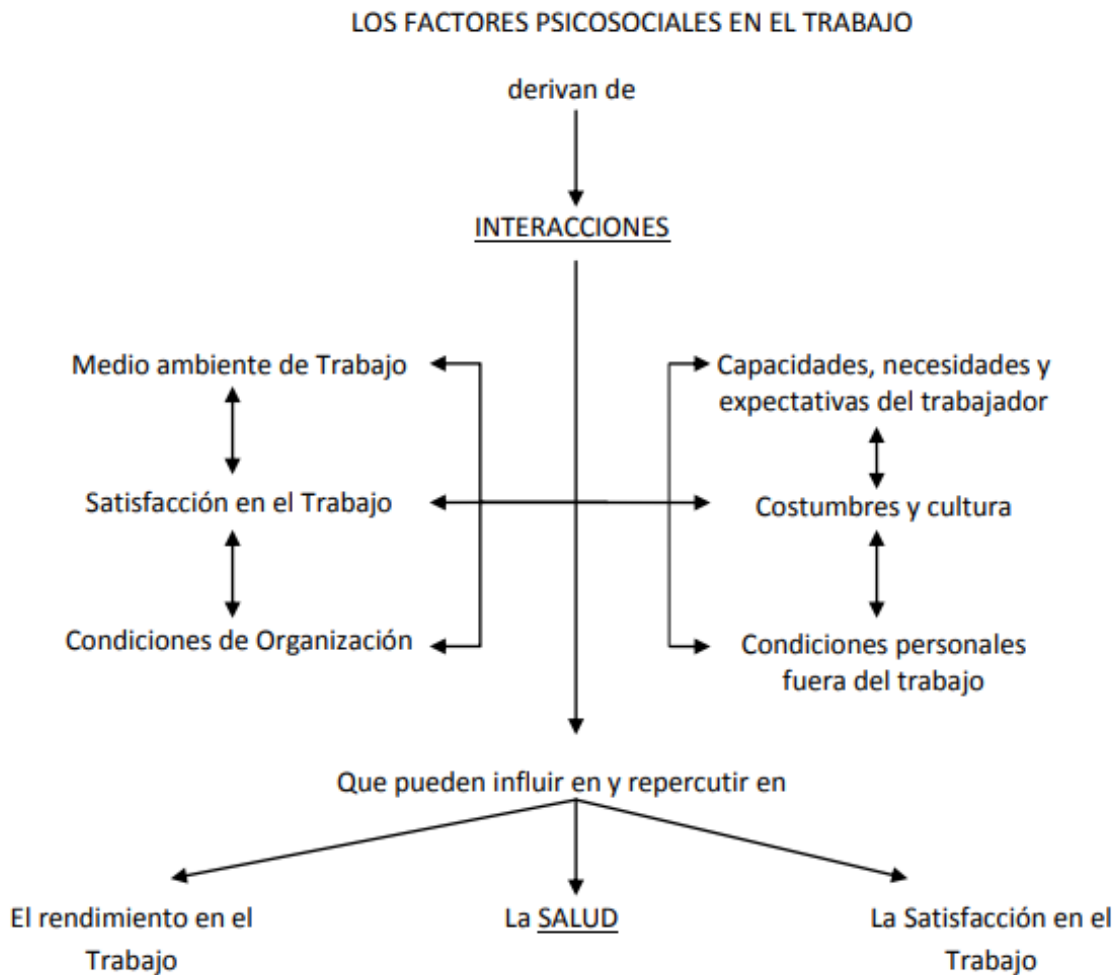 LOS FACTORES PSICOSOCIALES EN EL TRABAJO
derivan de
INTERACCIONES
Medio ambiente de Trabajo
Capacidades, necesidades y
expectativas del trabajador
Satisfacción en el Trabajo
Costumbres y cultura
Condiciones de Organización
Condiciones personales
fuera del trabajo
Que pueden influir en y repercutir en
El rendimiento en el
Trabajo
La SALUD
La Satisfacción en el
Trabajo